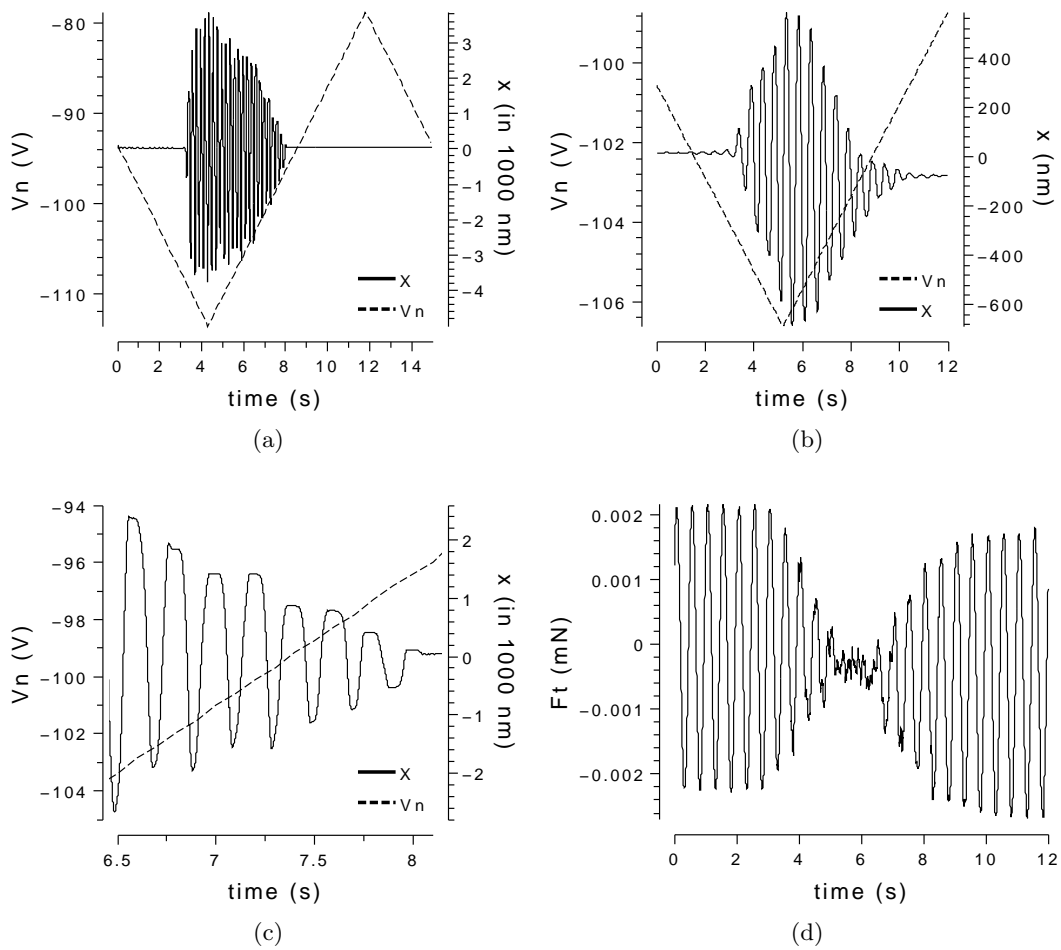 −80
−90
−100
−110
Vn (V)
3
2
1
0
−1
−2
−3
−4
x (in 1000 nm)
X
Vn
0 2 4 6 8 10 12 14
time (s)
(a)
−100
−102
−104
−106
Vn (V)
400
200
0
−200
−400
−600
x (nm)
Vn
X
0 2 4 6 8 10 12
time (s)
(b)
−94
−96
−98
−100
−102
−104
Vn (V)
2
1
0
−1
−2
x (in 1000 nm)
X
Vn
6.5 7 7.5 8
time (s)
(c)
0.002
0.001
0
−0.001
−0.002
Ft (mN)
0 2 4 6 8 10 12
time (s)
(d)